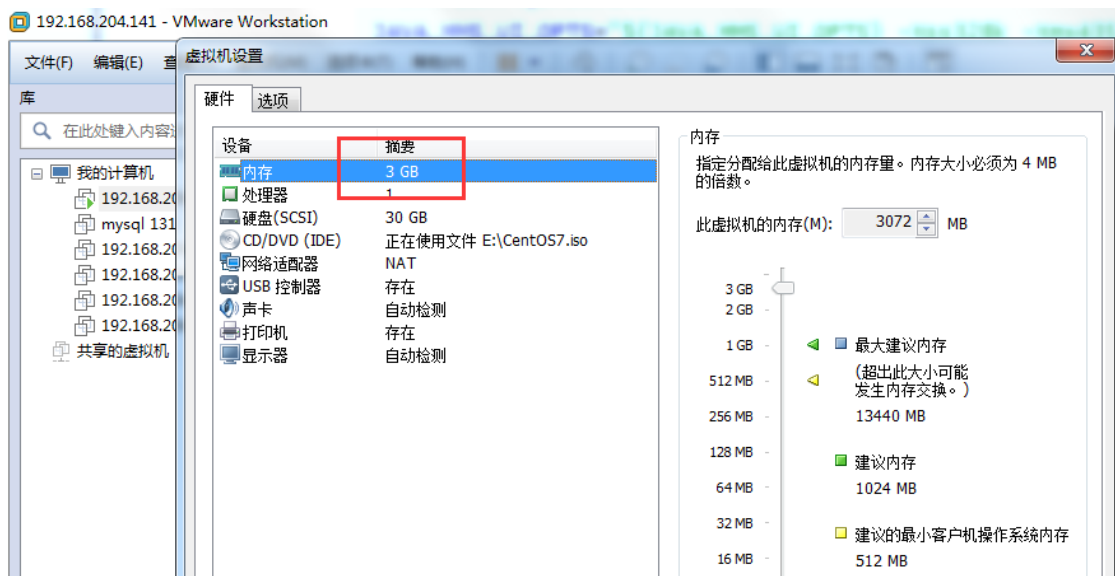 192.168.204.141 - VMware Workstation
文件(F) 编辑(E) 查
虚拟机设置
库
在此处键入内容
我的计算机
192.168.20
mysql 131
192.168.20
192.168.20
192.168.20
192.168.20
共享的虚拟机
硬件 选项
设备 摘要
内存 3 GB
处理器 1
硬盘(SCSI) 30 GB
CD/DVD (IDE) 正在使用文件 E:\CentOS7.iso
网络适配器 NAT
USB 控制器 存在
声卡 自动检测
打印机 存在
显示器 自动检测
内存
指定分配给此虚拟机的内存量。内存大小必须为 4 MB
的倍数。
此虚拟机的内存(M): 3072 MB
3 GB
2 GB
1 GB
512 MB
256 MB
128 MB
64 MB
32 MB
16 MB
最大建议内存
(超出此大小可能
发生内存交换。)
13440 MB
建议内存
1024 MB
建议的最小客户机操作系统内存
512 MB